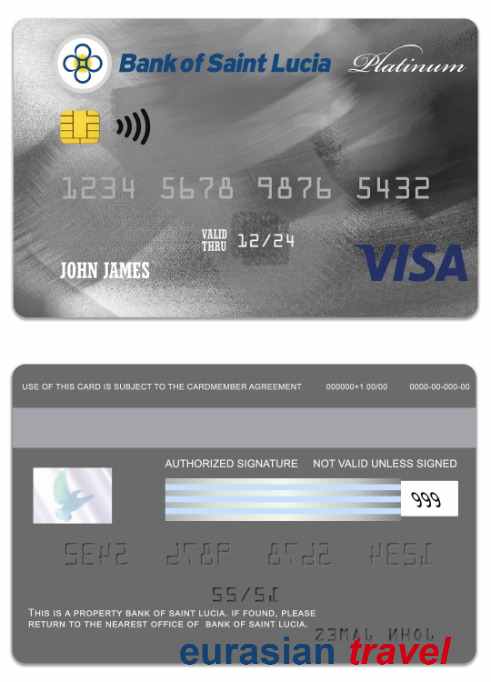 Bank of Saint Lucia Platinum
1234 5678 9876 5432
VALID
THRU 12/24
JOHN JAMES
VISA
USE OF THIS CARD IS SUBJECT TO THE CARDMEMBER AGREEMENT 000000+1 00/00 0000-00-000-00
AUTHORIZED SIGNATURE NOT VALID UNLESS SIGNED
999
THIS IS A PROPERTY BANK OF SAINT LUCIA. IF FOUND, PLEASE
RETURN TO THE NEAREST OFFICE OF BANK OF SAINT LUCIA.
eurasian travel